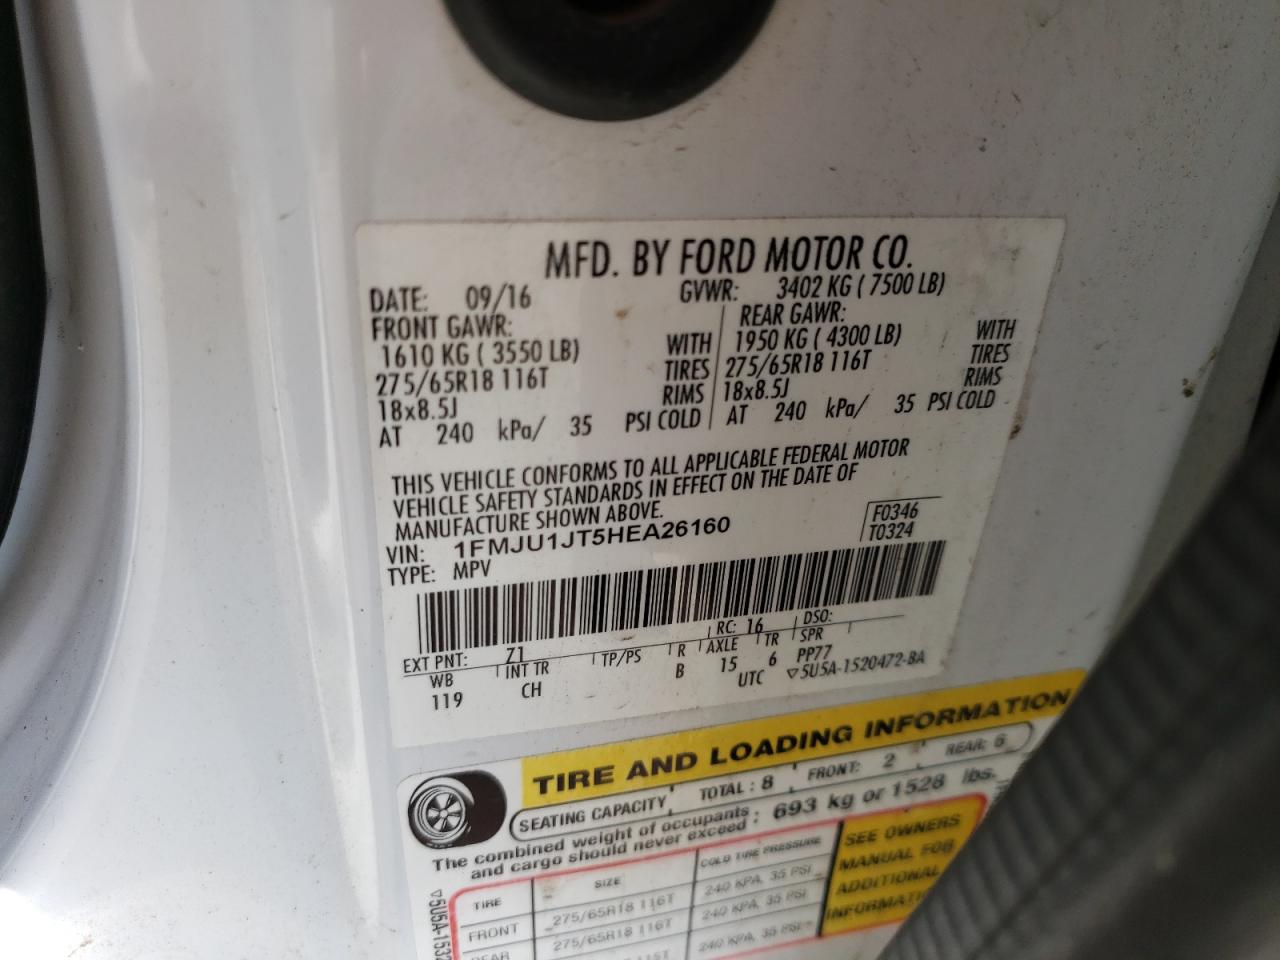 MFD. BY FORD MOTOR CO.
DATE: 09/16 GVWR: 3402 KG ( 7500 LB)
FRONT GAWR: REAR GAWR:
1610 KG ( 3550 LB) WITH 1950 KG ( 4300 LB) WITH
275/65R18 116T TIRES 275/65R18 116T TIRES
18x8.5J RIMS 18x8.5J RIMS
AT 240 kPa/ 35 PSI COLD AT 240 kPa/ 35 PSI COLD
THIS VEHICLE CONFORMS TO ALL APPLICABLE FEDERAL MOTOR
VEHICLE SAFETY STANDARDS IN EFFECT ON THE DATE OF
MANUFACTURE SHOWN ABOVE.
VIN: 1FMJU1JT5HEA26160 F0346
TYPE: MPV T0324
EXT PNT: Z1 RC: 16 DSO:
WB INT TR TP/PS R AXLE TR SPR
119 CH B 15 6 PP77
UTC ▽5U5A-1520472-BA
TIRE AND LOADING INFORMATION
SEATING CAPACITY TOTAL : 8 FRONT: 2 REAR: 6
The combined weight of occupants : 693 kg or 1528 lbs.
and cargo should never exceed
TIRE SIZE COLD TIRE PRESSURE
FRONT 275/65R18 116T 240 KPA, 35 PSI
REAR 275/65R18 116T 240 KPA, 35 PSI
240 KPA, 35 PSI
SEE OWNERS
MANUAL FOR
ADDITIONAL
▽5U5A-1532